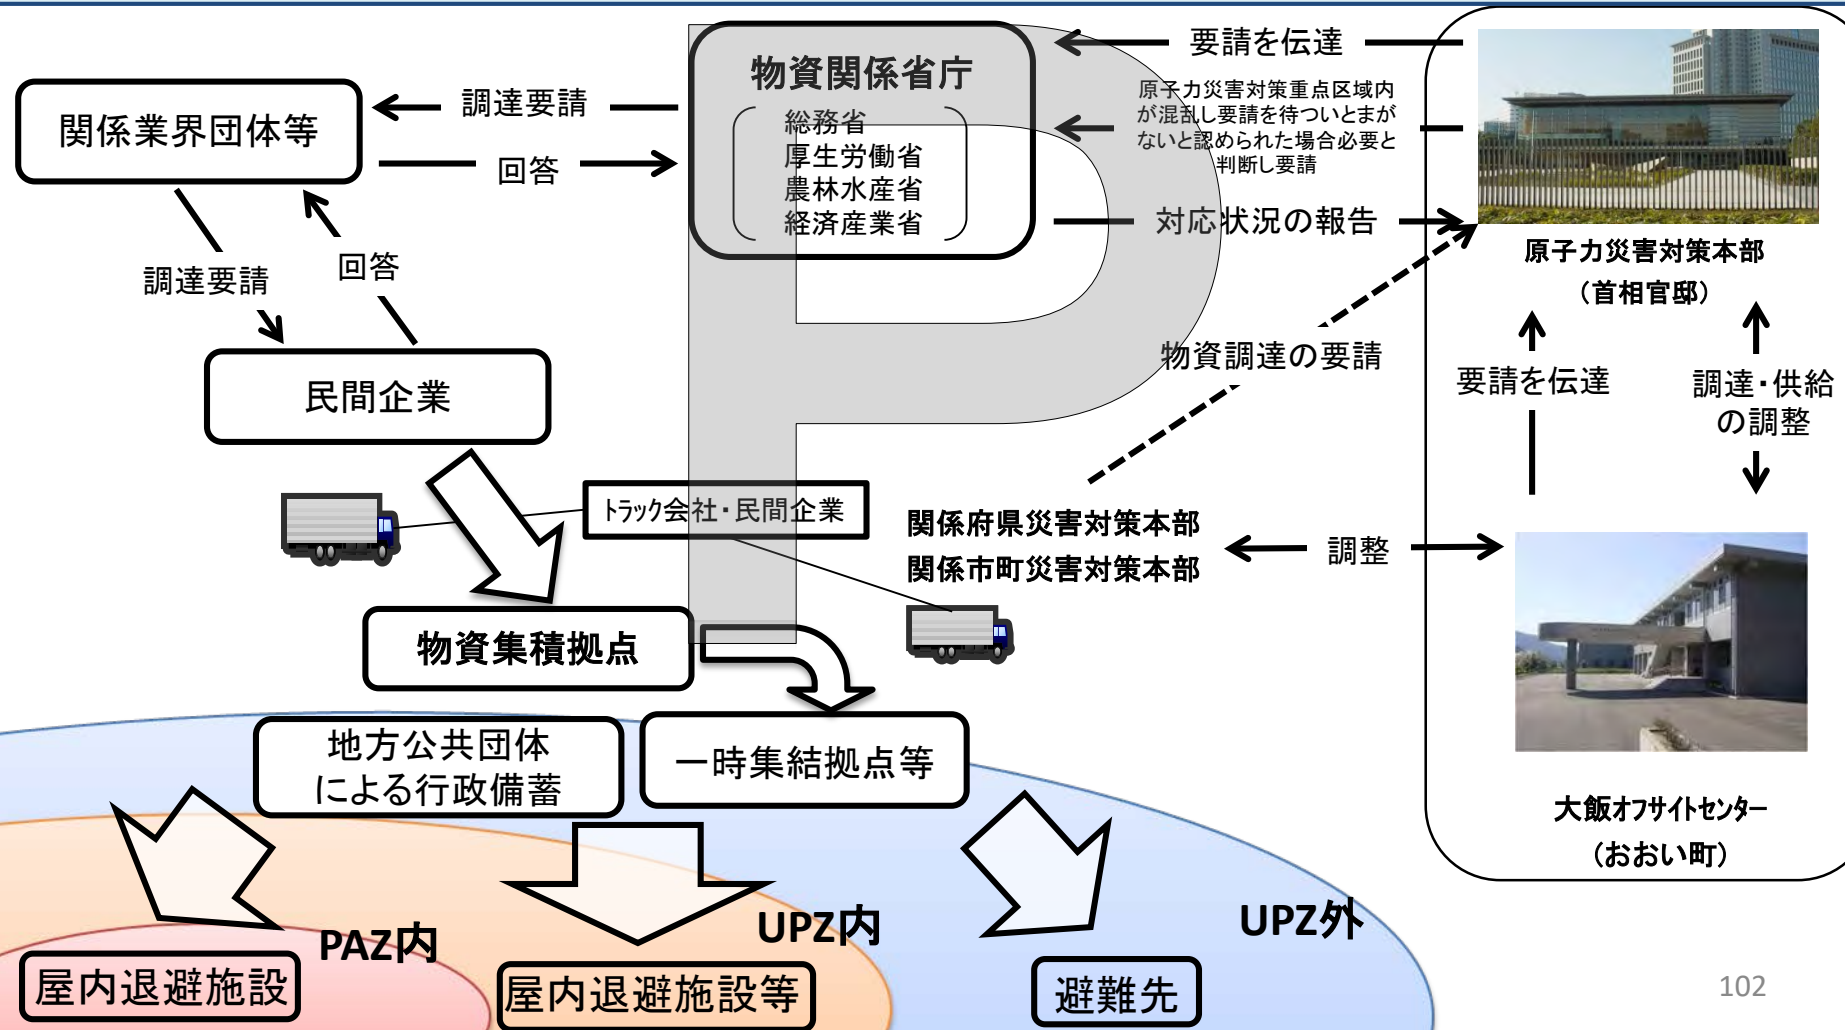 物資関係省庁
総務省
厚生労働省
農林水産省
経済産業省
関係業界団体等
調達要請
回答
要請を伝達
原子力災害対策重点区域内
が混乱し要請を待ついとまが
ないと認められた場合必要と
判断し要請
対応状況の報告
原子力災害対策本部
（首相官邸）
調達要請
回答
民間企業
物資調達の要請
要請を伝達
調達・供給
の調整
トラック会社・民間企業
関係府県災害対策本部
関係市町災害対策本部
調整
物資集積拠点
地方公共団体
による行政備蓄
一時集結拠点等
大飯オフサイトセンター
（おおい町）
PAZ内
UPZ内
UPZ外
屋内退避施設
屋内退避施設等
避難先
102
P